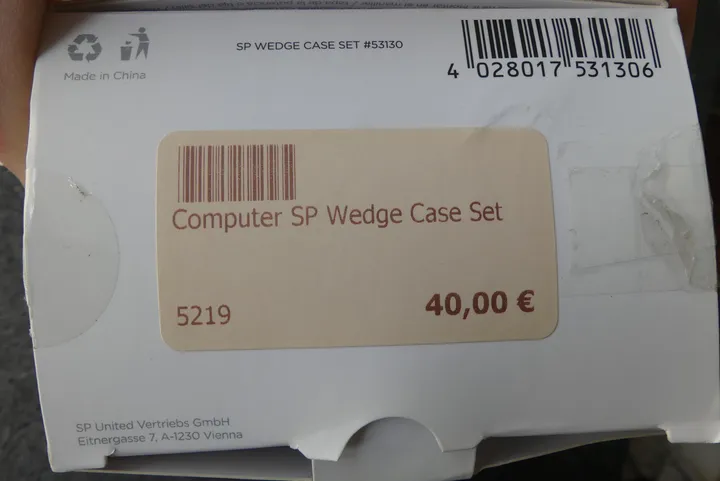 SP WEDGE CASE SET #53130
Made in China
4 028017 531306
Computer SP Wedge Case Set
5219
40,00 €
SP United Vertriebs GmbH
Eitnergasse 7, A-1230 Vienna